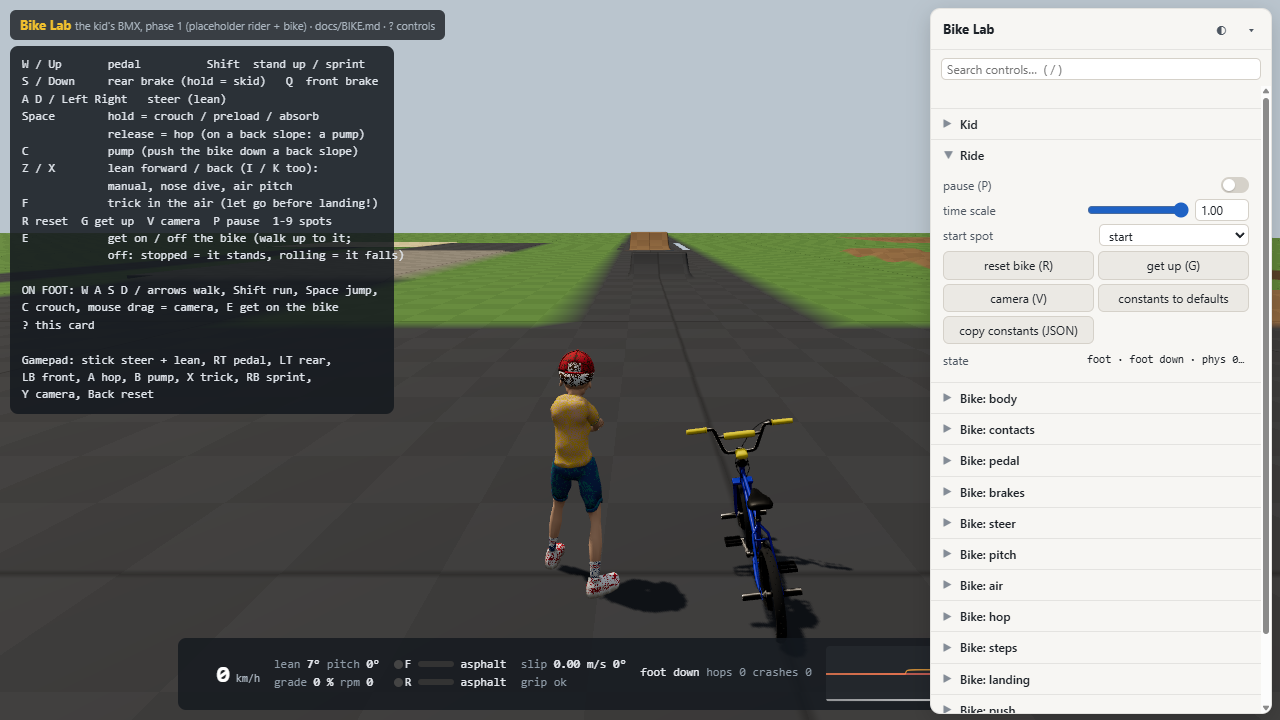 Bike Lab the kid's BMX, phase 1 (placeholder rider + bike) · docs/BIKE.md · ? controls
W / Up pedal Shift stand up / sprint
S / Down rear brake (hold = skid) Q front brake
A D / Left Right steer (lean)
Space hold = crouch / preload / absorb
release = hop (on a back slope: a pump)
C pump (push the bike down a back slope)
Z / X lean forward / back (I / K too):
manual, nose dive, air pitch
F trick in the air (let go before landing!)
R reset G get up V camera P pause 1-9 spots
E get on / off the bike (walk up to it;
off: stopped = it stands, rolling = it falls)
ON FOOT: W A S D / arrows walk, Shift run, Space jump,
C crouch, mouse drag = camera, E get on the bike
? this card
Gamepad: stick steer + lean, RT pedal, LT rear,
LB front, A hop, B pump, X trick, RB sprint,
Y camera, Back reset
0 km/h
lean 7° pitch 0°
grade 0 % rpm 0
F asphalt
R asphalt
slip 0.00 m/s 0°
grip ok
foot down hops 0 crashes 0
Bike Lab
Search controls... ( / )
Kid
Ride
pause (P)
time scale 1.00
start spot start
reset bike (R) get up (G)
camera (V) constants to defaults
copy constants (JSON)
state foot · foot down · phys 0…
Bike: body
Bike: contacts
Bike: pedal
Bike: brakes
Bike: steer
Bike: pitch
Bike: air
Bike: hop
Bike: steps
Bike: landing
Bike: push